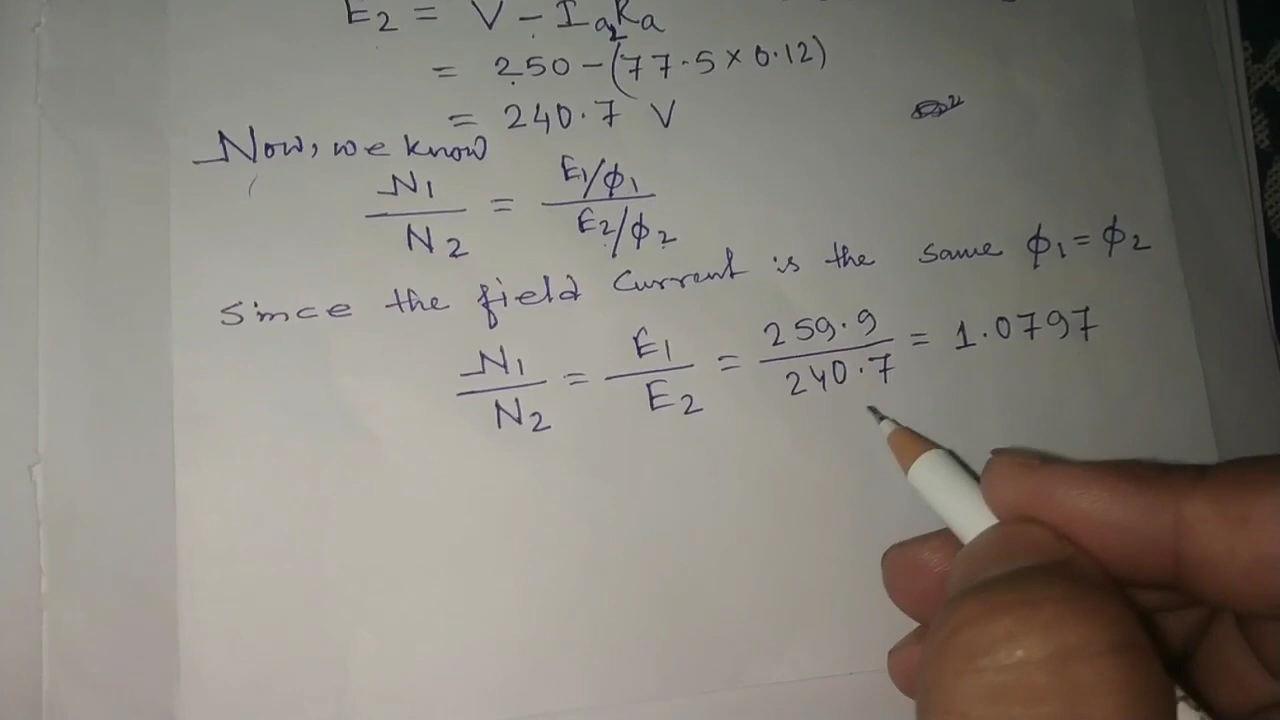 E₂ = V - Iₐ₂Rₐ
= 250 - (77.5 × 0.12)
= 240.7 V
Now, we know
N₁/N₂ = (E₁/ϕ₁)/(E₂/ϕ₂)
Since the field current is the same ϕ₁ = ϕ₂
N₁/N₂ = E₁/E₂ = 259.9/240.7 = 1.0797